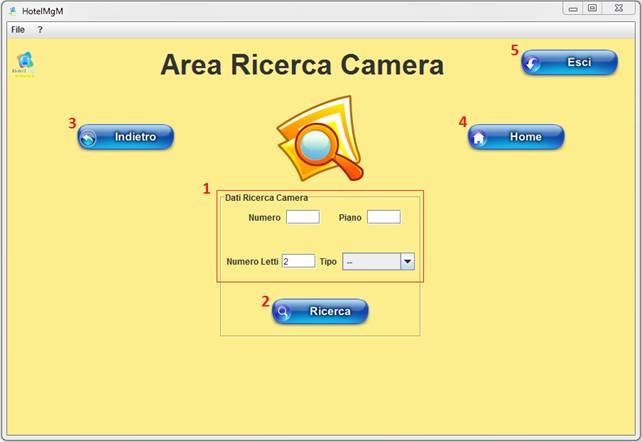 HotelMgM
File ?
Area Ricerca Camera
5 Esci
3 Indietro
4 Home
1
Dati Ricerca Camera
Numero Piano
Numero Letti 2 Tipo --
2 Ricerca